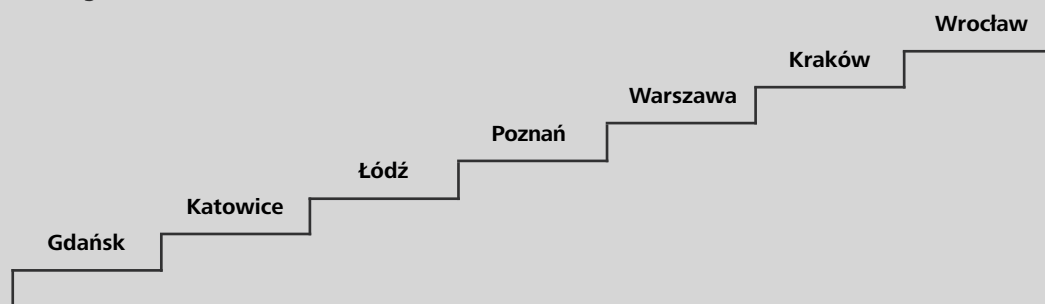 Wrocław
Kraków
Warszawa
Poznań
Łódź
Katowice
Gdańsk